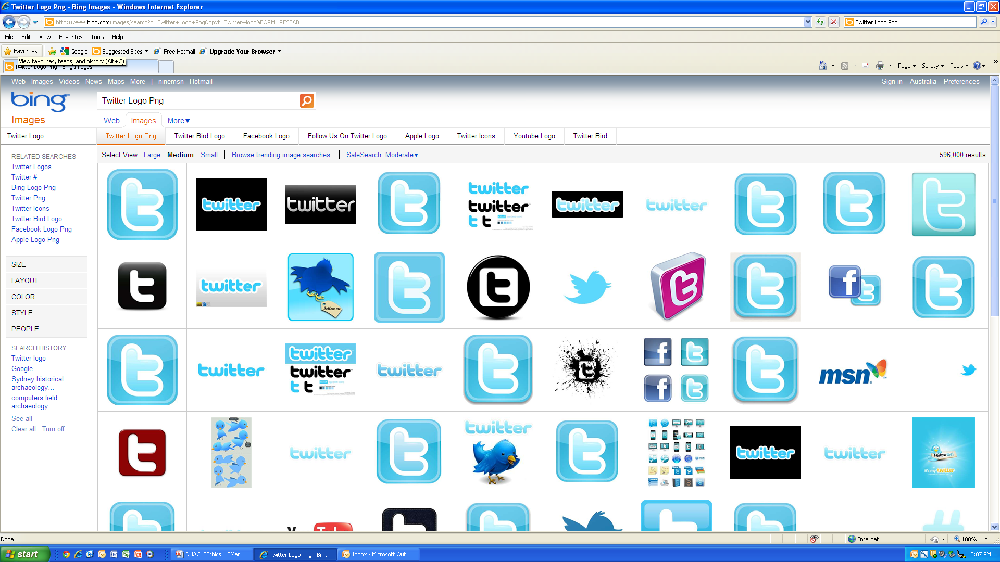 Twitter Logo Png - Bing Images - Windows Internet Explorer
http://www.bing.com/images/search?q=Twitter+Logo+Png&qpvt=Twitter+logo&FORM=RESTAB
Twitter Logo Png
File Edit View Favorites Tools Help
Favorites Google Suggested Sites Free Hotmail Upgrade Your Browser
View favorites, feeds, and history (Alt+C)
Twitter Logo Png - Bing Images
Page Safety Tools
Web Images Videos News Maps More | ninemsn Hotmail
Sign in Australia Preferences
bing
Images
Twitter Logo Png
Web Images More
Twitter Logo
Twitter Logo Png Twitter Bird Logo Facebook Logo Follow Us On Twitter Logo Apple Logo Twitter Icons Youtube Logo Twitter Bird
Select View: Large Medium Small | Browse trending image searches | SafeSearch: Moderate
596,000 results
RELATED SEARCHES
Twitter Logos
Twitter #
Bing Logo Png
Twitter Png
Twitter Icons
Twitter Bird Logo
Facebook Logo Png
Apple Logo Png
SIZE
LAYOUT
COLOR
STYLE
PEOPLE
SEARCH HISTORY
Twitter logo
Google
Sydney historical
archaeology...
computers field
archaeology
See all
Clear all · Turn off
t twitter twitter t twitter twitter twitter t t t
twitter
t t
t twitter t t t t f t t
Follow me
t twitter twitter twitter t t f t t msn
twitter
t t
f t
t twitter t twitter t twitter twitter
Follow me!
it's my twitter
YouTube
Done
Internet
100%
start
DHAC12Ethics_13Mar...
Twitter Logo Png - Bi...
Inbox - Microsoft Out...
5:07 PM